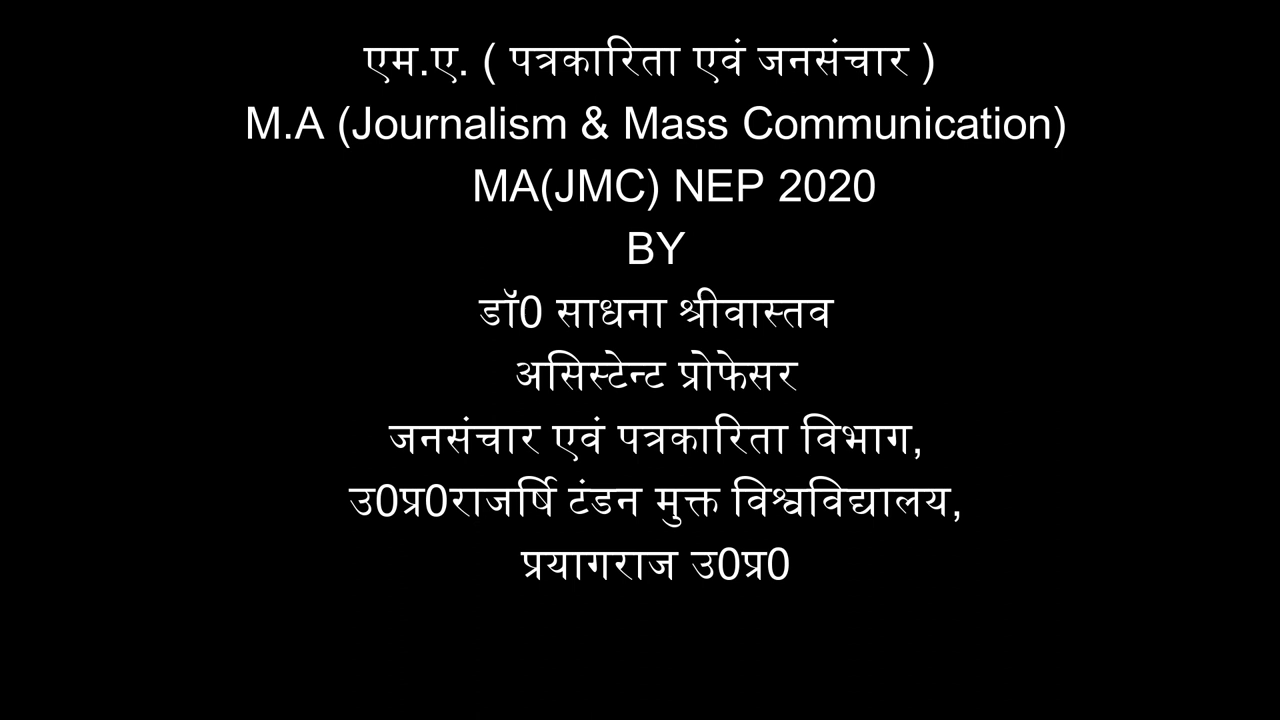 एम.ए. ( पत्रकारिता एवं जनसंचार )
M.A (Journalism & Mass Communication)
MA(JMC) NEP 2020
BY
डॉ0 साधना श्रीवास्तव
असिस्टेन्ट प्रोफेसर
जनसंचार एवं पत्रकारिता विभाग,
उ0प्र0राजर्षि टंडन मुक्त विश्वविद्यालय,
प्रयागराज उ0प्र0